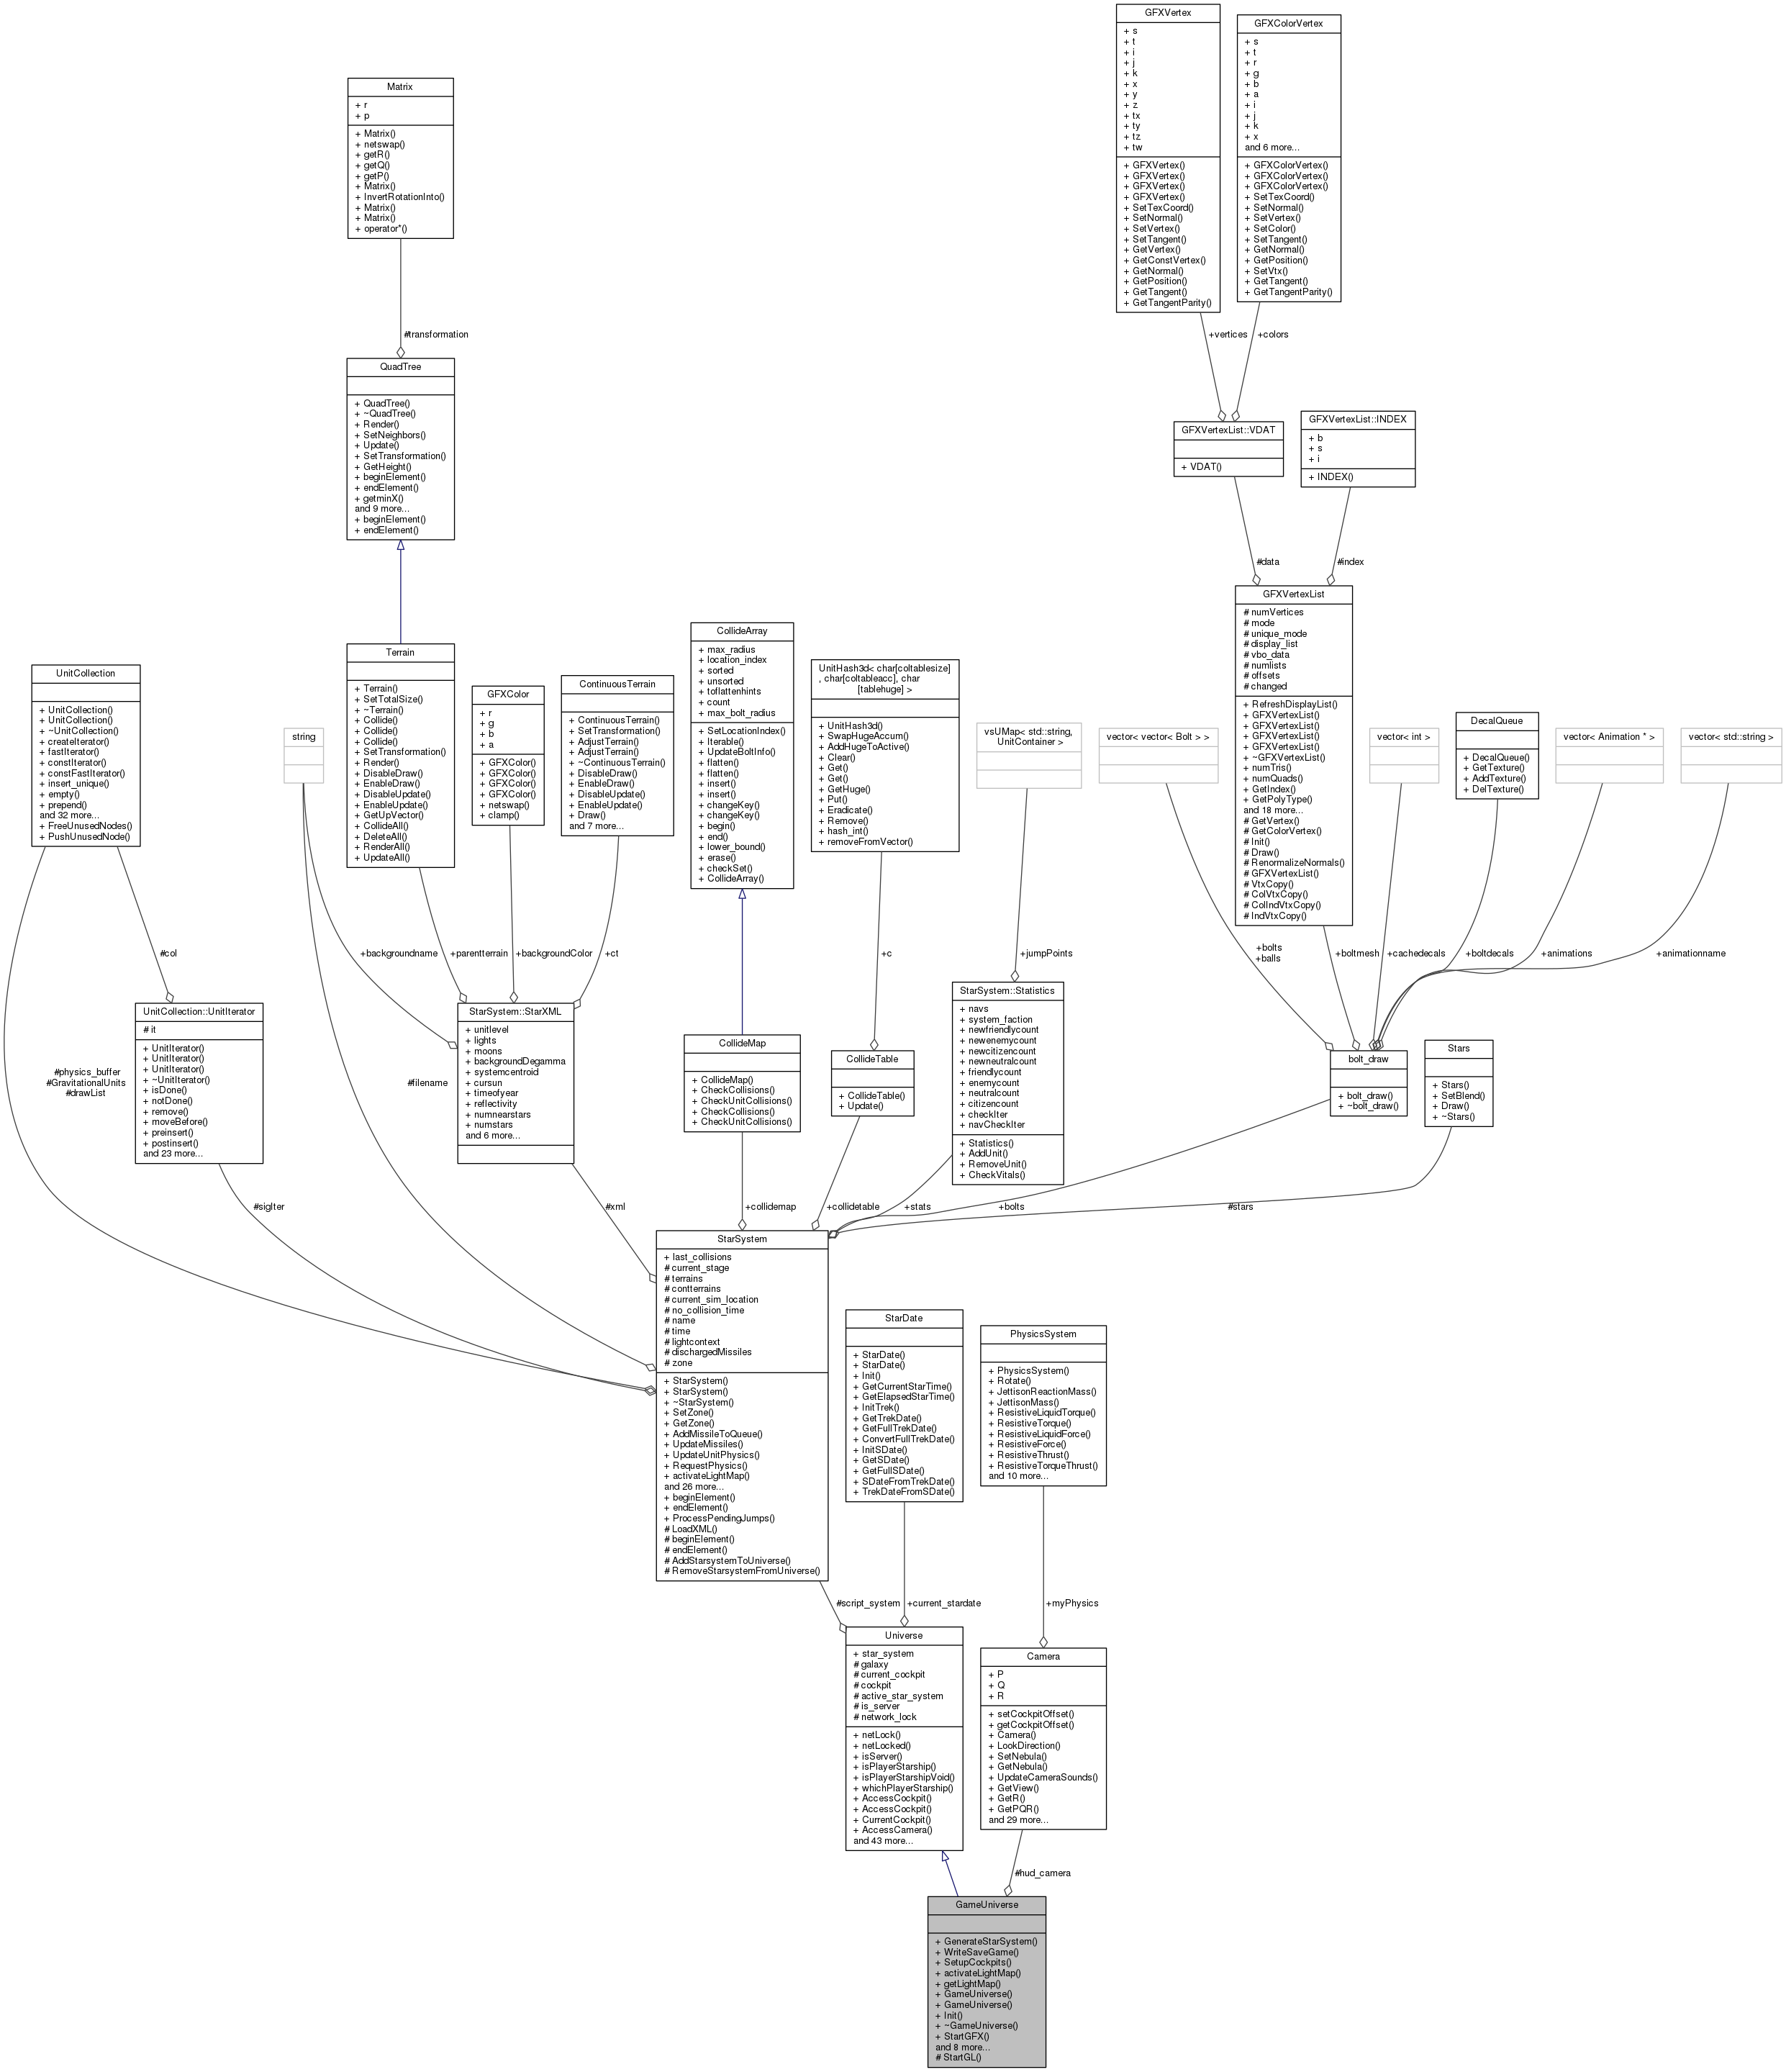 GFXVertex
+ s
+ t
+ i
+ j
+ k
+ x
+ y
+ z
+ tx
+ ty
+ tz
+ tw
+ GFXVertex()
+ GFXVertex()
+ GFXVertex()
+ GFXVertex()
+ SetTexCoord()
+ SetNormal()
+ SetVertex()
+ SetTangent()
+ GetVertex()
+ GetConstVertex()
+ GetNormal()
+ GetPosition()
+ GetTangent()
+ GetTangentParity()
GFXColorVertex
+ s
+ t
+ r
+ g
+ b
+ a
+ i
+ j
+ k
+ x
and 6 more...
+ GFXColorVertex()
+ GFXColorVertex()
+ GFXColorVertex()
+ SetTexCoord()
+ SetNormal()
+ SetVertex()
+ SetColor()
+ SetTangent()
+ GetNormal()
+ GetPosition()
+ SetVtx()
+ GetTangent()
+ GetTangentParity()
Matrix
+ r
+ p
+ Matrix()
+ netswap()
+ getR()
+ getQ()
+ getP()
+ Matrix()
+ InvertRotationInto()
+ Matrix()
+ Matrix()
+ operator*()
#transformation
+vertices
+colors
QuadTree
+ QuadTree()
+ ~QuadTree()
+ Render()
+ SetNeighbors()
+ Update()
+ SetTransformation()
+ GetHeight()
+ beginElement()
+ endElement()
+ getminX()
and 9 more...
+ beginElement()
+ endElement()
GFXVertexList::VDAT
+ VDAT()
GFXVertexList::INDEX
+ b
+ s
+ i
+ INDEX()
#data
#index
UnitCollection
+ UnitCollection()
+ UnitCollection()
+ ~UnitCollection()
+ createIterator()
+ fastIterator()
+ constIterator()
+ constFastIterator()
+ insert_unique()
+ empty()
+ prepend()
and 32 more...
+ FreeUnusedNodes()
+ PushUnusedNode()
string
Terrain
+ Terrain()
+ SetTotalSize()
+ ~Terrain()
+ Collide()
+ Collide()
+ Collide()
+ SetTransformation()
+ Render()
+ DisableDraw()
+ EnableDraw()
+ DisableUpdate()
+ EnableUpdate()
+ GetUpVector()
+ CollideAll()
+ DeleteAll()
+ RenderAll()
+ UpdateAll()
GFXColor
+ r
+ g
+ b
+ a
+ GFXColor()
+ GFXColor()
+ GFXColor()
+ GFXColor()
+ netswap()
+ clamp()
ContinuousTerrain
+ ContinuousTerrain()
+ SetTransformation()
+ AdjustTerrain()
+ AdjustTerrain()
+ ~ContinuousTerrain()
+ DisableDraw()
+ EnableDraw()
+ DisableUpdate()
+ EnableUpdate()
+ Draw()
and 7 more...
CollideArray
+ max_radius
+ location_index
+ sorted
+ unsorted
+ toflattenhints
+ count
+ max_bolt_radius
+ SetLocationIndex()
+ Iterable()
+ UpdateBoltInfo()
+ flatten()
+ flatten()
+ insert()
+ insert()
+ changeKey()
+ changeKey()
+ begin()
+ end()
+ lower_bound()
+ erase()
+ checkSet()
+ CollideArray()
UnitHash3d< char[coltablesize]
, char[coltableacc], char
[tablehuge] >
+ UnitHash3d()
+ SwapHugeAccum()
+ AddHugeToActive()
+ Clear()
+ Get()
+ Get()
+ GetHuge()
+ Put()
+ Eradicate()
+ Remove()
+ hash_int()
+ removeFromVector()
vsUMap< std::string,
UnitContainer >
vector< vector< Bolt > >
GFXVertexList
# numVertices
# mode
# unique_mode
# display_list
# vbo_data
# numlists
# offsets
# changed
+ RefreshDisplayList()
+ GFXVertexList()
+ GFXVertexList()
+ GFXVertexList()
+ GFXVertexList()
+ ~GFXVertexList()
+ numTris()
+ numQuads()
+ GetIndex()
+ GetPolyType()
and 18 more...
# GetVertex()
# GetColorVertex()
# Init()
# Draw()
# RenormalizeNormals()
# GFXVertexList()
# VtxCopy()
# ColVtxCopy()
# ColIndVtxCopy()
# IndVtxCopy()
vector< int >
DecalQueue
+ DecalQueue()
+ GetTexture()
+ AddTexture()
+ DelTexture()
vector< Animation * >
vector< std::string >
#col
+backgroundname
+parentterrain
+backgroundColor
+ct
+c
+jumpPoints
+bolts
+balls
+boltmesh
+cachedecals
+boltdecals
+animations
+animationname
UnitCollection::UnitIterator
# it
+ UnitIterator()
+ UnitIterator()
+ UnitIterator()
+ ~UnitIterator()
+ isDone()
+ notDone()
+ remove()
+ moveBefore()
+ preinsert()
+ postinsert()
and 23 more...
StarSystem::StarXML
+ unitlevel
+ lights
+ moons
+ backgroundDegamma
+ systemcentroid
+ cursun
+ timeofyear
+ reflectivity
+ numnearstars
+ numstars
and 6 more...
CollideMap
+ CollideMap()
+ CheckCollisions()
+ CheckUnitCollisions()
+ CheckCollisions()
+ CheckUnitCollisions()
CollideTable
+ CollideTable()
+ Update()
StarSystem::Statistics
+ navs
+ system_faction
+ newfriendlycount
+ newenemycount
+ newcitizencount
+ newneutralcount
+ friendlycount
+ enemycount
+ neutralcount
+ citizencount
+ checkIter
+ navCheckIter
+ Statistics()
+ AddUnit()
+ RemoveUnit()
+ CheckVitals()
bolt_draw
+ bolt_draw()
+ ~bolt_draw()
Stars
+ Stars()
+ SetBlend()
+ Draw()
+ ~Stars()
#physics_buffer
#GravitationalUnits
#drawList
#filename
#sigIter
#xml
+collidemap
+collidetable
+stats
+bolts
#stars
StarSystem
+ last_collisions
# current_stage
# terrains
# contterrains
# current_sim_location
# no_collision_time
# name
# time
# lightcontext
# dischargedMissiles
# zone
+ StarSystem()
+ StarSystem()
+ ~StarSystem()
+ SetZone()
+ GetZone()
+ AddMissileToQueue()
+ UpdateMissiles()
+ UpdateUnitPhysics()
+ RequestPhysics()
+ activateLightMap()
and 26 more...
+ beginElement()
+ endElement()
+ ProcessPendingJumps()
# LoadXML()
# beginElement()
# endElement()
# AddStarsystemToUniverse()
# RemoveStarsystemFromUniverse()
StarDate
+ StarDate()
+ StarDate()
+ Init()
+ GetCurrentStarTime()
+ GetElapsedStarTime()
+ InitTrek()
+ GetTrekDate()
+ GetFullTrekDate()
+ ConvertFullTrekDate()
+ InitSDate()
+ GetSDate()
+ GetFullSDate()
+ SDateFromTrekDate()
+ TrekDateFromSDate()
PhysicsSystem
+ PhysicsSystem()
+ Rotate()
+ JettisonReactionMass()
+ JettisonMass()
+ ResistiveLiquidTorque()
+ ResistiveTorque()
+ ResistiveLiquidForce()
+ ResistiveForce()
+ ResistiveThrust()
+ ResistiveTorqueThrust()
and 10 more...
#script_system
+current_stardate
+myPhysics
Universe
+ star_system
# galaxy
# current_cockpit
# cockpit
# active_star_system
# is_server
# network_lock
+ netLock()
+ netLocked()
+ isServer()
+ isPlayerStarship()
+ isPlayerStarshipVoid()
+ whichPlayerStarship()
+ AccessCockpit()
+ AccessCockpit()
+ CurrentCockpit()
+ AccessCamera()
and 43 more...
Camera
+ P
+ Q
+ R
+ setCockpitOffset()
+ getCockpitOffset()
+ Camera()
+ LookDirection()
+ SetNebula()
+ GetNebula()
+ UpdateCameraSounds()
+ GetView()
+ GetR()
+ GetPQR()
and 29 more...
#hud_camera
GameUniverse
+ GenerateStarSystem()
+ WriteSaveGame()
+ SetupCockpits()
+ activateLightMap()
+ getLightMap()
+ GameUniverse()
+ GameUniverse()
+ Init()
+ ~GameUniverse()
+ StartGFX()
and 8 more...
# StartGL()